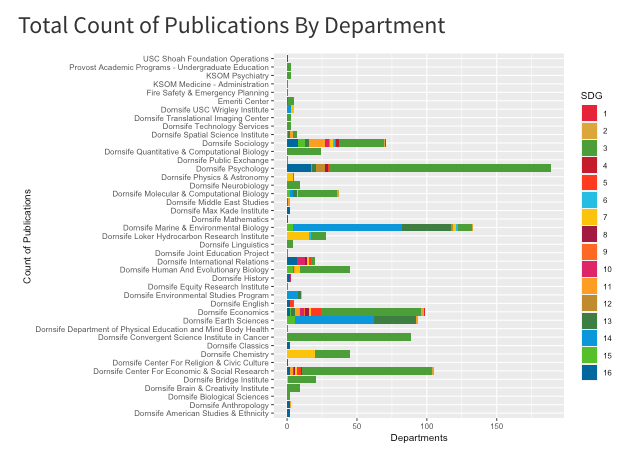 Total Count of Publications By Department
USC Shoah Foundation Operations
Provost Academic Programs - Undergraduate Education
KSOM Psychiatry
KSOM Medicine - Administration
Fire Safety & Emergency Planning
Emeriti Center
Dornsife USC Wrigley Institute
Dornsife Translational Imaging Center
Dornsife Technology Services
Dornsife Spatial Science Institute
Dornsife Sociology
Dornsife Quantitative & Computational Biology
Dornsife Public Exchange
Dornsife Psychology
Dornsife Physics & Astronomy
Dornsife Neurobiology
Dornsife Molecular & Computational Biology
Dornsife Middle East Studies
Dornsife Max Kade Institute
Dornsife Mathematics
Dornsife Marine & Environmental Biology
Dornsife Loker Hydrocarbon Research Institute
Dornsife Linguistics
Dornsife Joint Education Project
Dornsife International Relations
Dornsife Human And Evolutionary Biology
Dornsife History
Dornsife Equity Research Institute
Dornsife Environmental Studies Program
Dornsife English
Dornsife Economics
Dornsife Earth Sciences
Dornsife Department of Physical Education and Mind Body Health
Dornsife Convergent Science Institute in Cancer
Dornsife Classics
Dornsife Chemistry
Dornsife Center For Religion & Civic Culture
Dornsife Center For Economic & Social Research
Dornsife Bridge Institute
Dornsife Brain & Creativity Institute
Dornsife Biological Sciences
Dornsife Anthropology
Dornsife American Studies & Ethnicity
Count of Publications
0
50
100
150
Departments
SDG
1
2
3
4
5
6
7
8
9
10
11
12
13
14
15
16